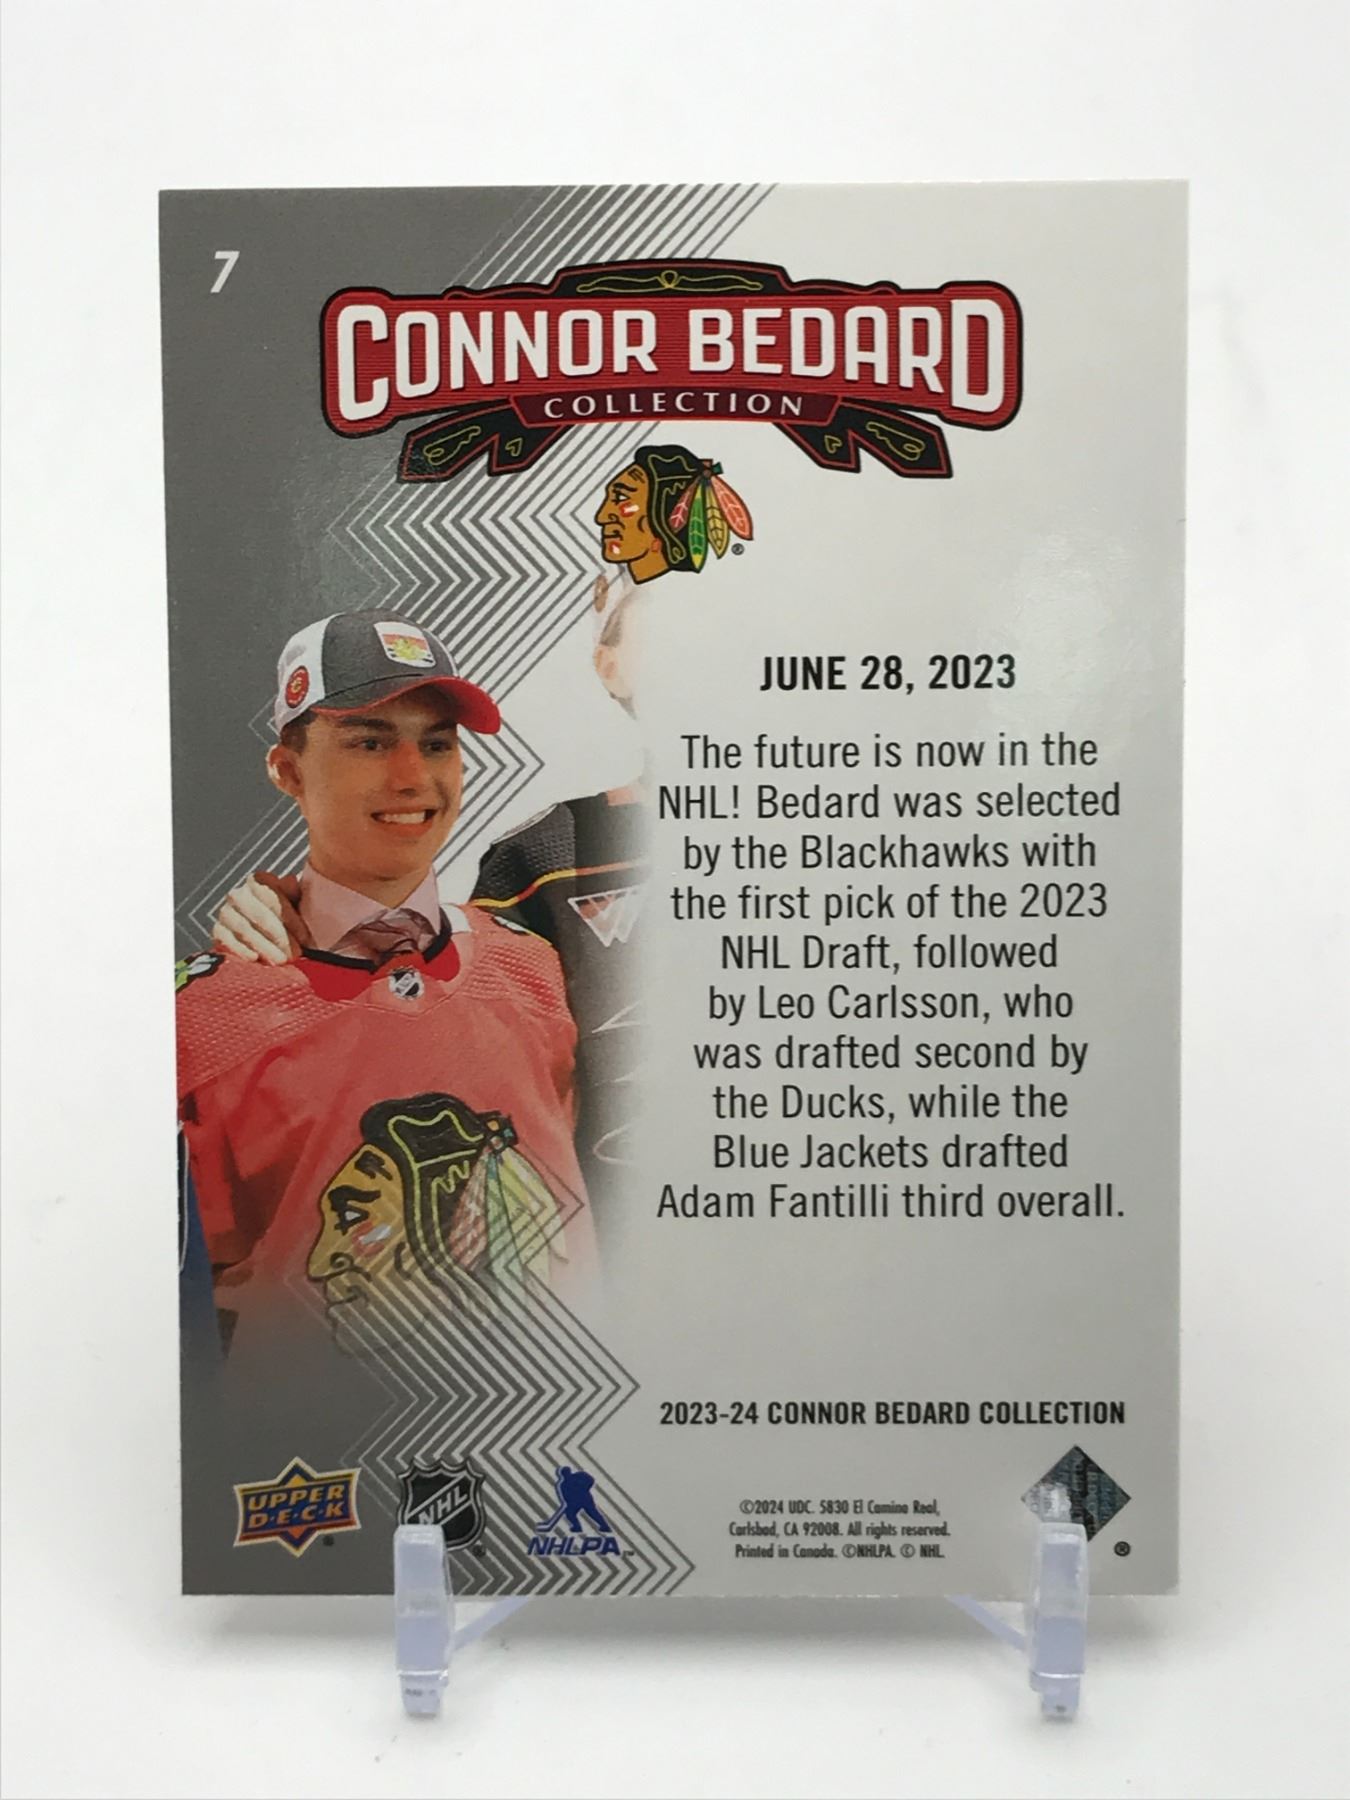 7
CONNOR BEDARD
COLLECTION
®
JUNE 28, 2023
The future is now in the
NHL! Bedard was selected
by the Blackhawks with
the first pick of the 2023
NHL Draft, followed
by Leo Carlsson, who
was drafted second by
the Ducks, while the
Blue Jackets drafted
Adam Fantilli third overall.
2023-24 CONNOR BEDARD COLLECTION
UPPER
D·E·C·K
®
NHL
®
NHLPA™
©2024 UDC. 5830 El Camino Real,
Carlsbad, CA 92008. All rights reserved.
Printed in Canada. ©NHLPA. © NHL.
®